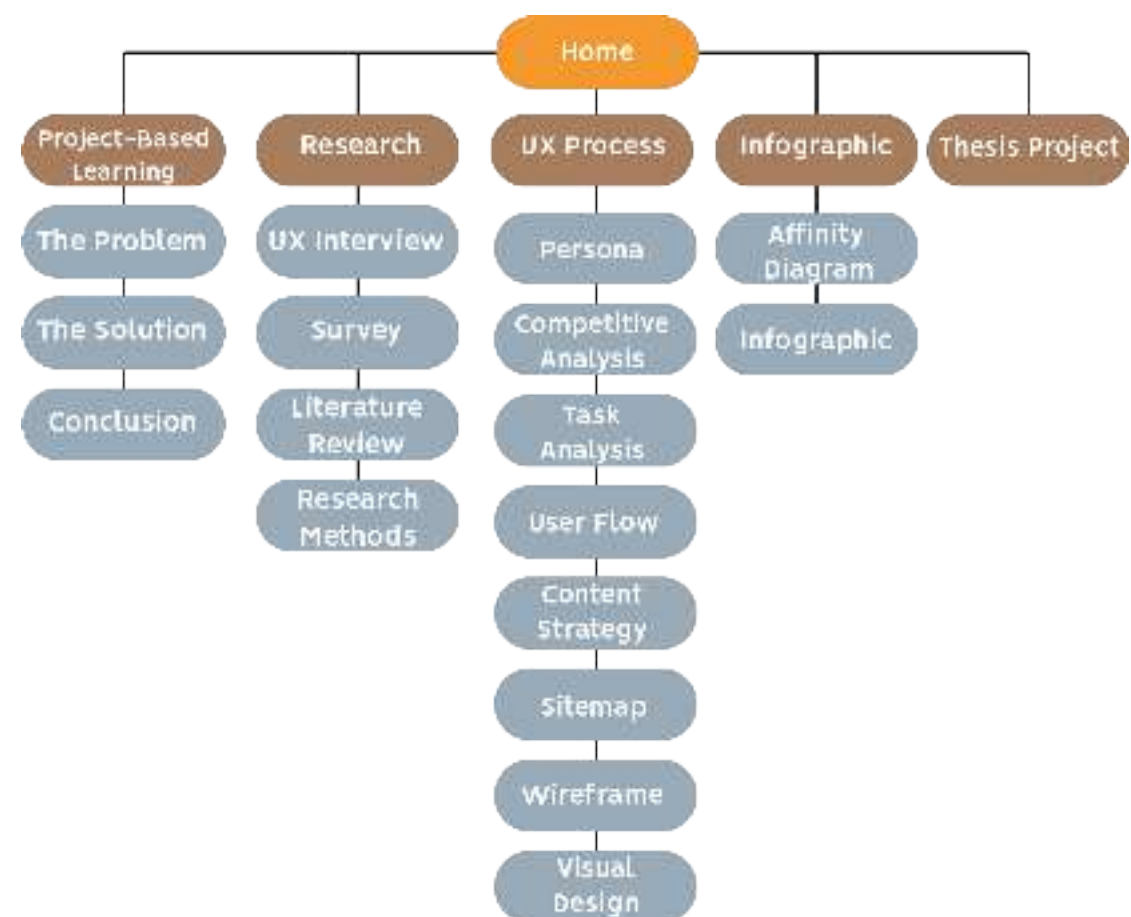 Home
Project-Based
Learning
The Problem
The Solution
Conclusion
Research
UX Interview
Survey
Literature
Review
Research
Methods
UX Process
Persona
Competitive
Analysis
Task
Analysis
User Flow
Content
Strategy
Sitemap
Wireframe
Visual
Design
Infographic
Affinity
Diagram
Infographic
Thesis Project